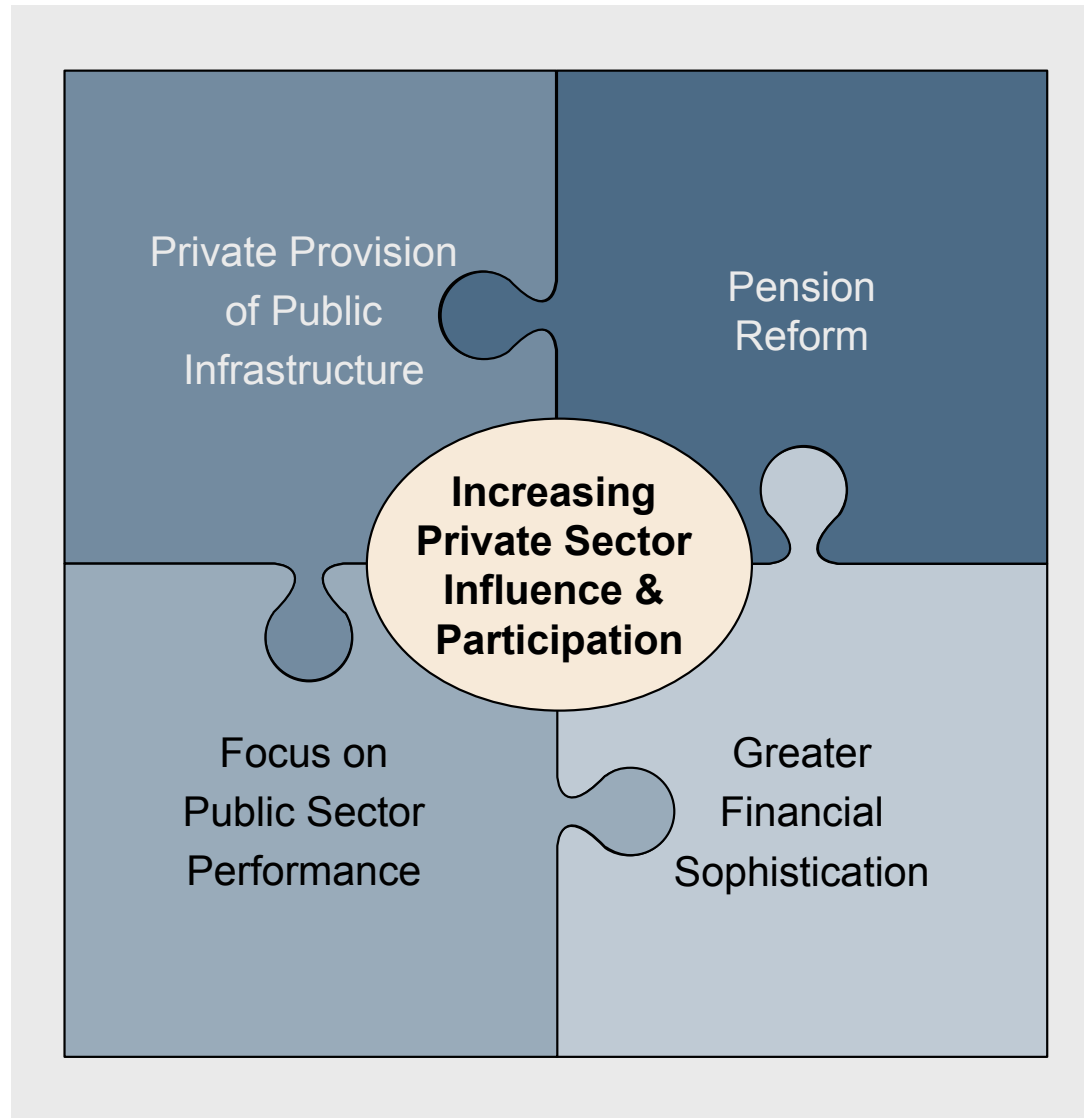 Private Provision
of Public
Infrastructure
Pension
Reform
Increasing
Private Sector
Influence &
Participation
Focus on
Public Sector
Performance
Greater
Financial
Sophistication